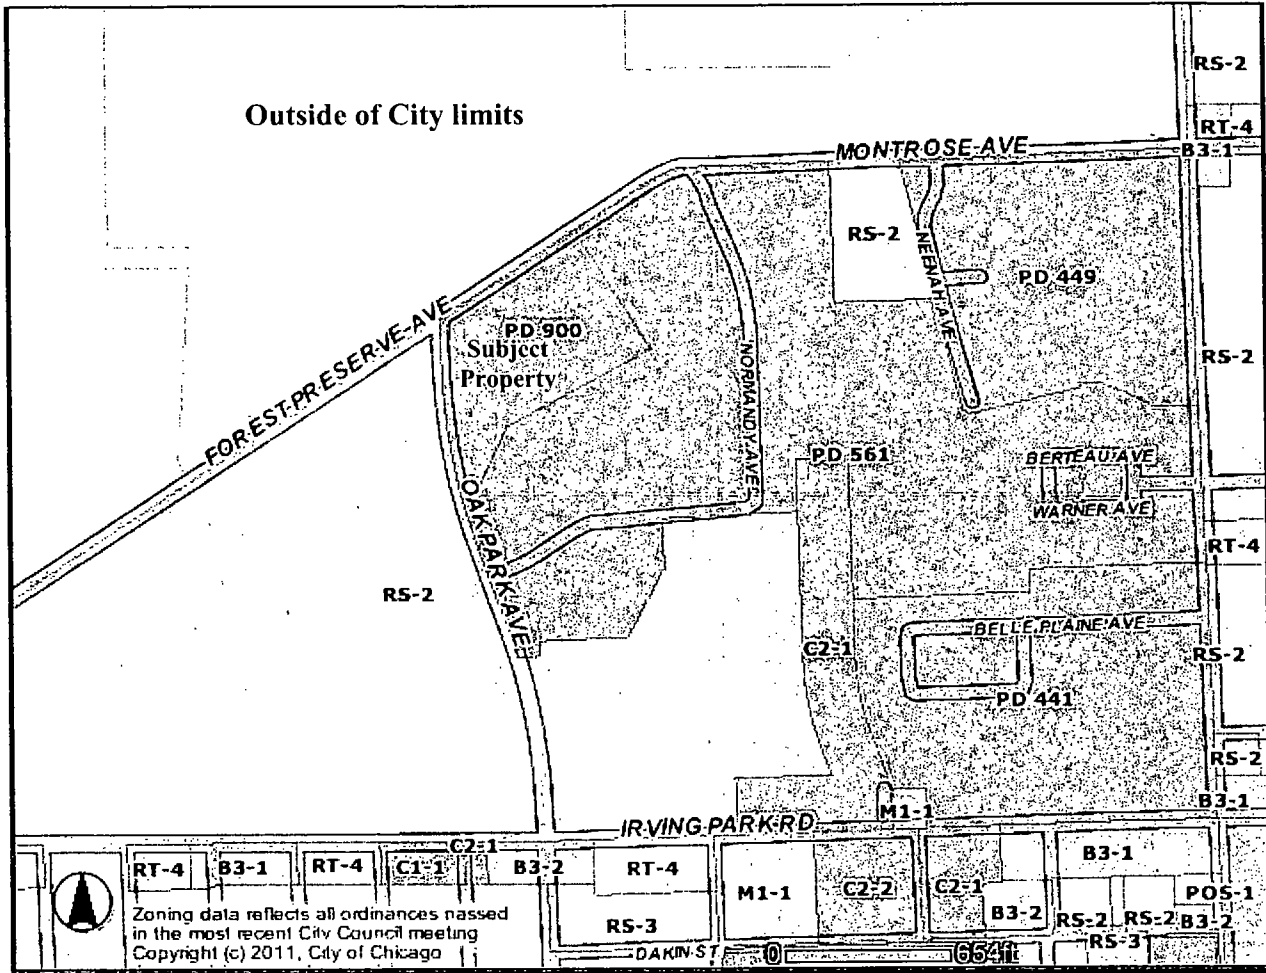 RS-2
Outside of City limits
RT-4
MONTROSE AVE
B3-1
RS-2
NEENAH AVE
PD 449
FOREST PRESERVE AVE
PD 900
Subject
Property
NORMANDY AVE
RS-2
PD 561
BERTEAU AVE
WARNER AVE
OAK PARK AVE
RT-4
RS-2
BELLE PLAINE AVE
C2-1
RS-2
PD 441
RS-2
B3-1
M1-1
IRVING PARK RD
C2-1
RT-4
B3-1
RT-4
C1-1
B3-2
RT-4
B3-1
M1-1
C2-2
C2-1
POS-1
B3-2
RS-2
RS-2
B3-2
RS-3
RS-3
Zoning data reflects all ordinances passed
in the most recent City Council meeting
Copyright (c) 2011, City of Chicago
DAKIN ST
0
654ft